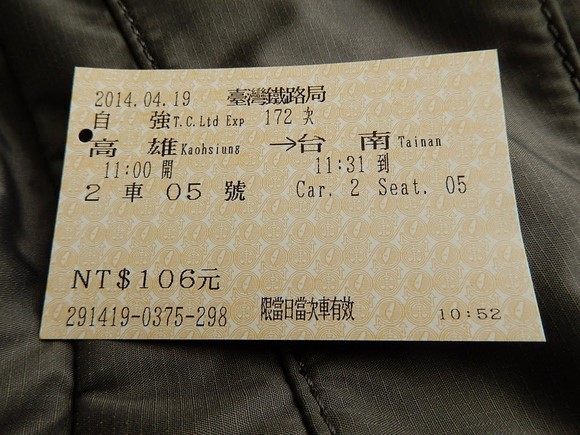 2014.04.19 臺灣鐵路局
自 強 T.C.Ltd Exp 172 次
高 雄 Kaohsiung →台 南 Tainan
11:00 開 11:31 到
2 車 05 號 Car. 2 Seat. 05
NT$106元
291419-0375-298 限當日當次車有效 10:52